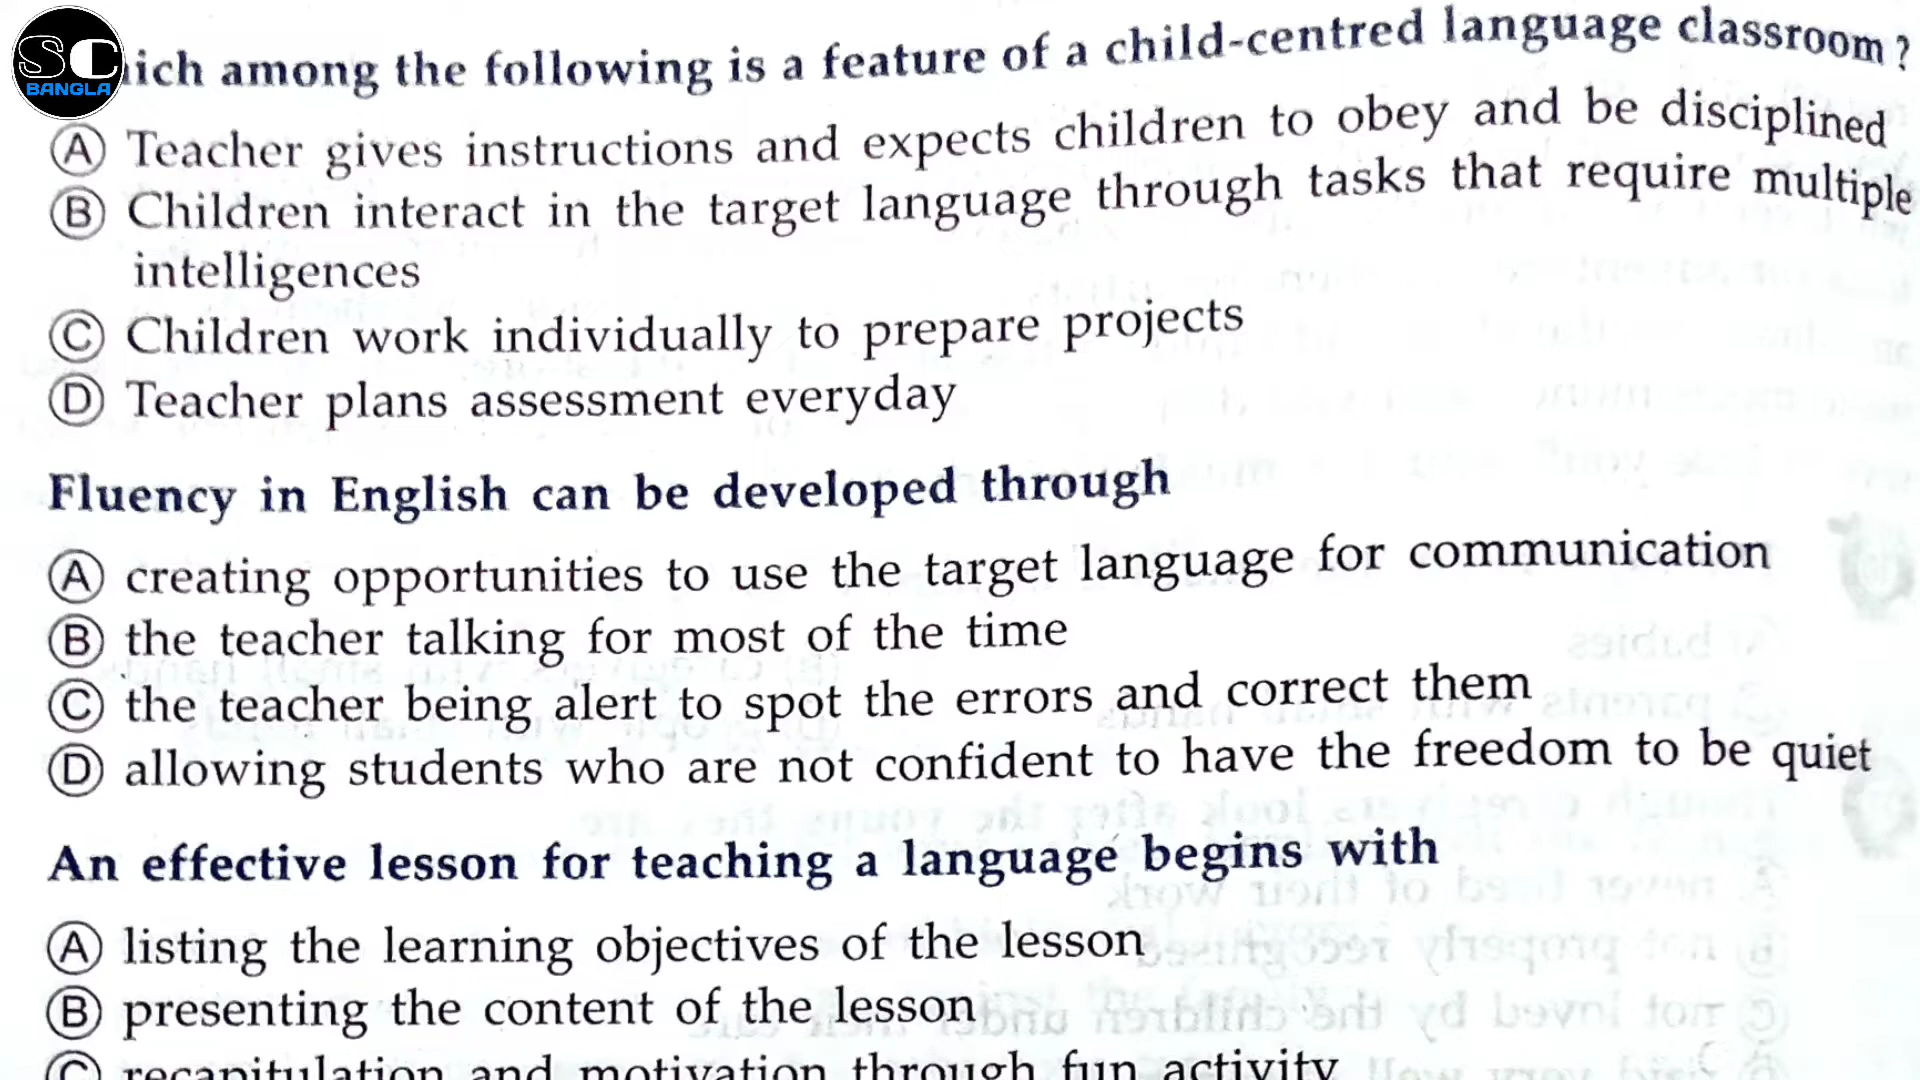 SC
BANGLA
ich among the following is a feature of a child-centred language classroom?
A Teacher gives instructions and expects children to obey and be disciplined
B Children interact in the target language through tasks that require multiple
intelligences
C Children work individually to prepare projects
D Teacher plans assessment everyday
Fluency in English can be developed through
A creating opportunities to use the target language for communication
B the teacher talking for most of the time
C the teacher being alert to spot the errors and correct them
D allowing students who are not confident to have the freedom to be quiet
An effective lesson for teaching a language begins with
A listing the learning objectives of the lesson
B presenting the content of the lesson
C recapitulation and motivation through fun activity